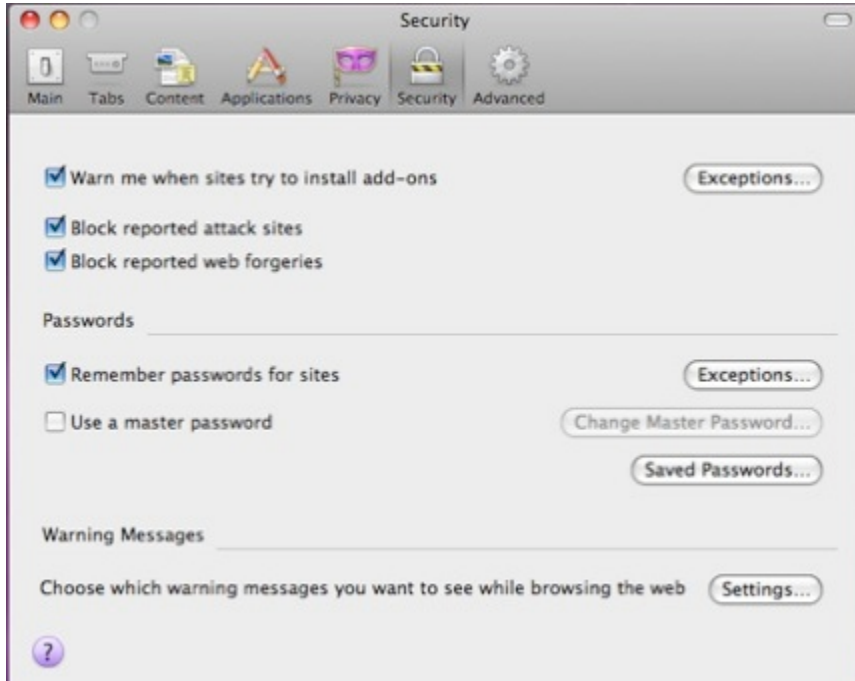 Security
Main Tabs Content Applications Privacy Security Advanced
Warn me when sites try to install add-ons Exceptions...
Block reported attack sites
Block reported web forgeries
Passwords
Remember passwords for sites Exceptions...
Use a master password Change Master Password...
Saved Passwords...
Warning Messages
Choose which warning messages you want to see while browsing the web Settings...
?